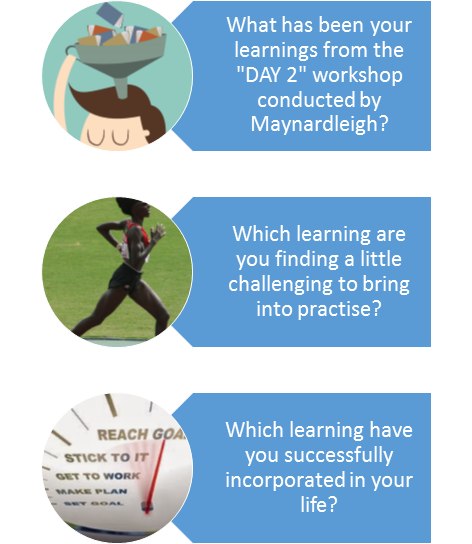 What has been your
learnings from the
"DAY 2" workshop
conducted by
Maynardleigh?
Which learning are
you finding a little
challenging to bring
into practise?
REACH GOA
STICK TO IT
GET TO WORK
MAKE PLAN
SET GOAL
Which learning have
you successfully
incorporated in your
life?